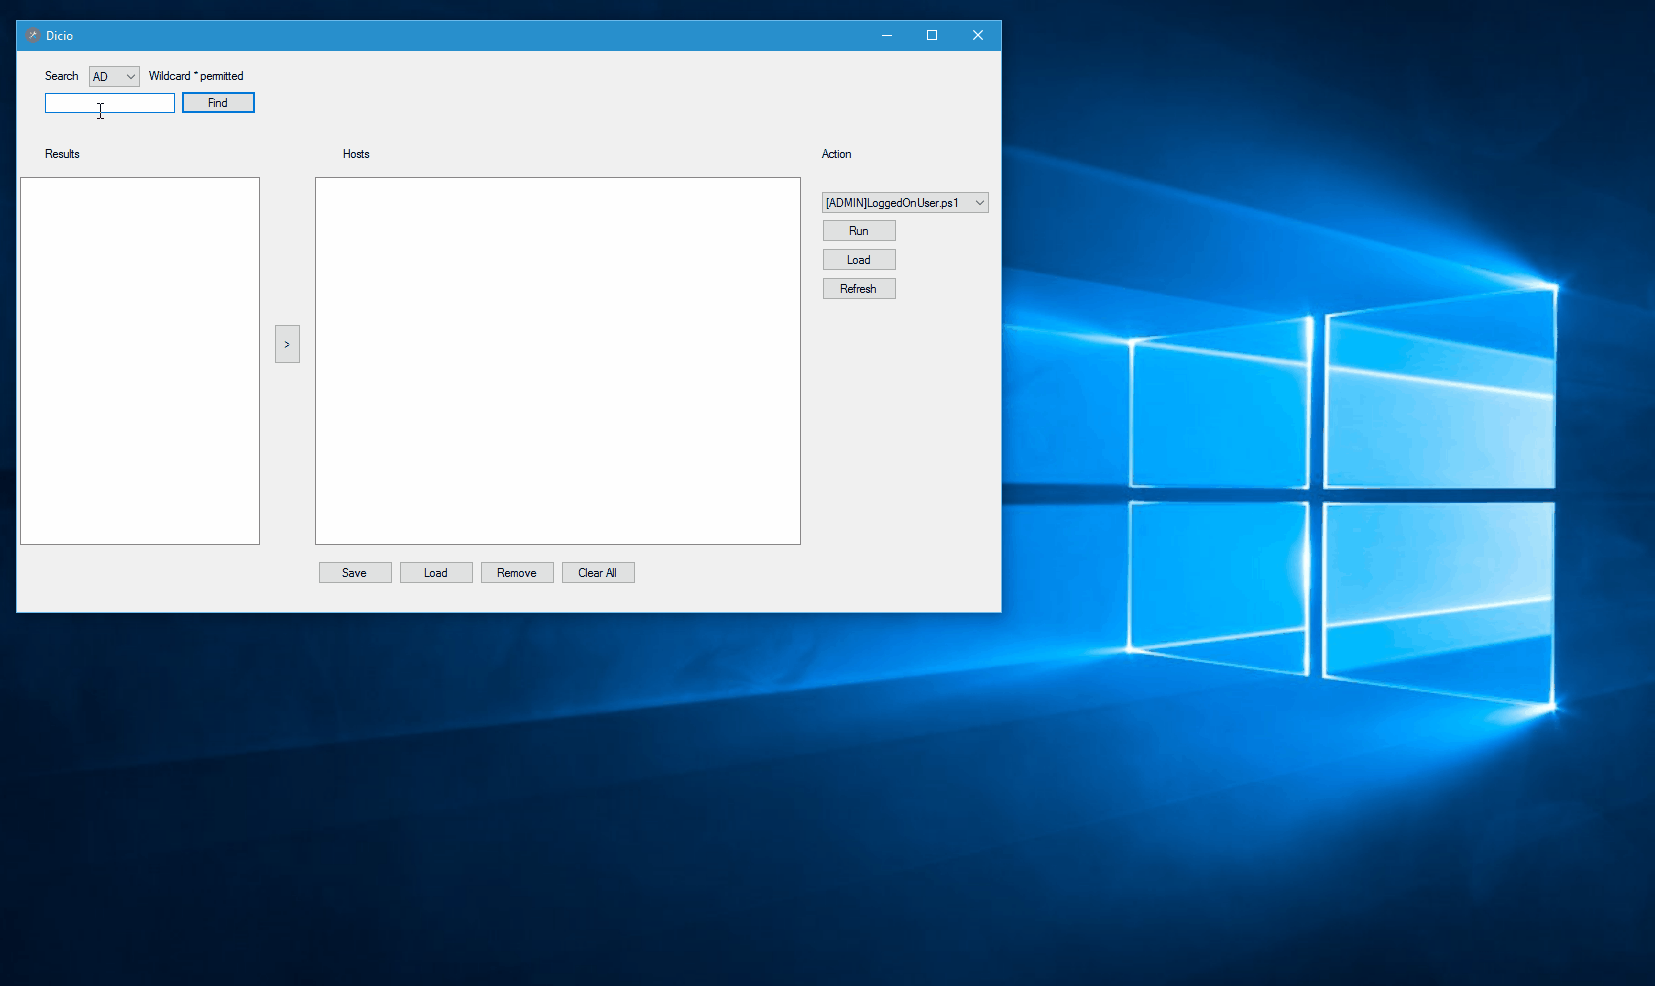 Dicio
Search AD Wildcard * permitted
Find
Results Hosts Action
[ADMIN]LoggedOnUser.ps1
Run
Load
Refresh
>
Save Load Remove Clear All